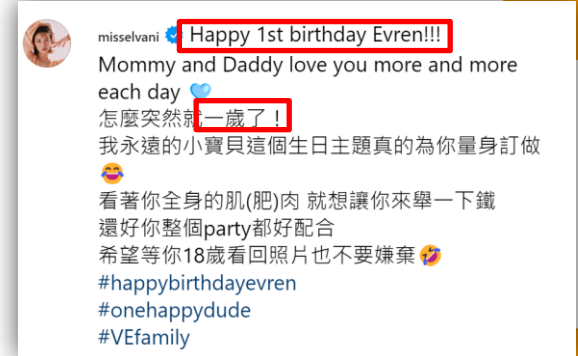 misselvani Happy 1st birthday Evren!!!
Mommy and Daddy love you more and more
each day 🩵
怎麼突然就一歲了！
我永遠的小寶貝這個生日主題真的為你量身訂做
😂
看著你全身的肌(肥)肉 就想讓你來舉一下鐵
還好你整個party都好配合
希望等你18歲看回照片也不要嫌棄🤣
#happybirthdayevren
#onehappydude
#VEfamily